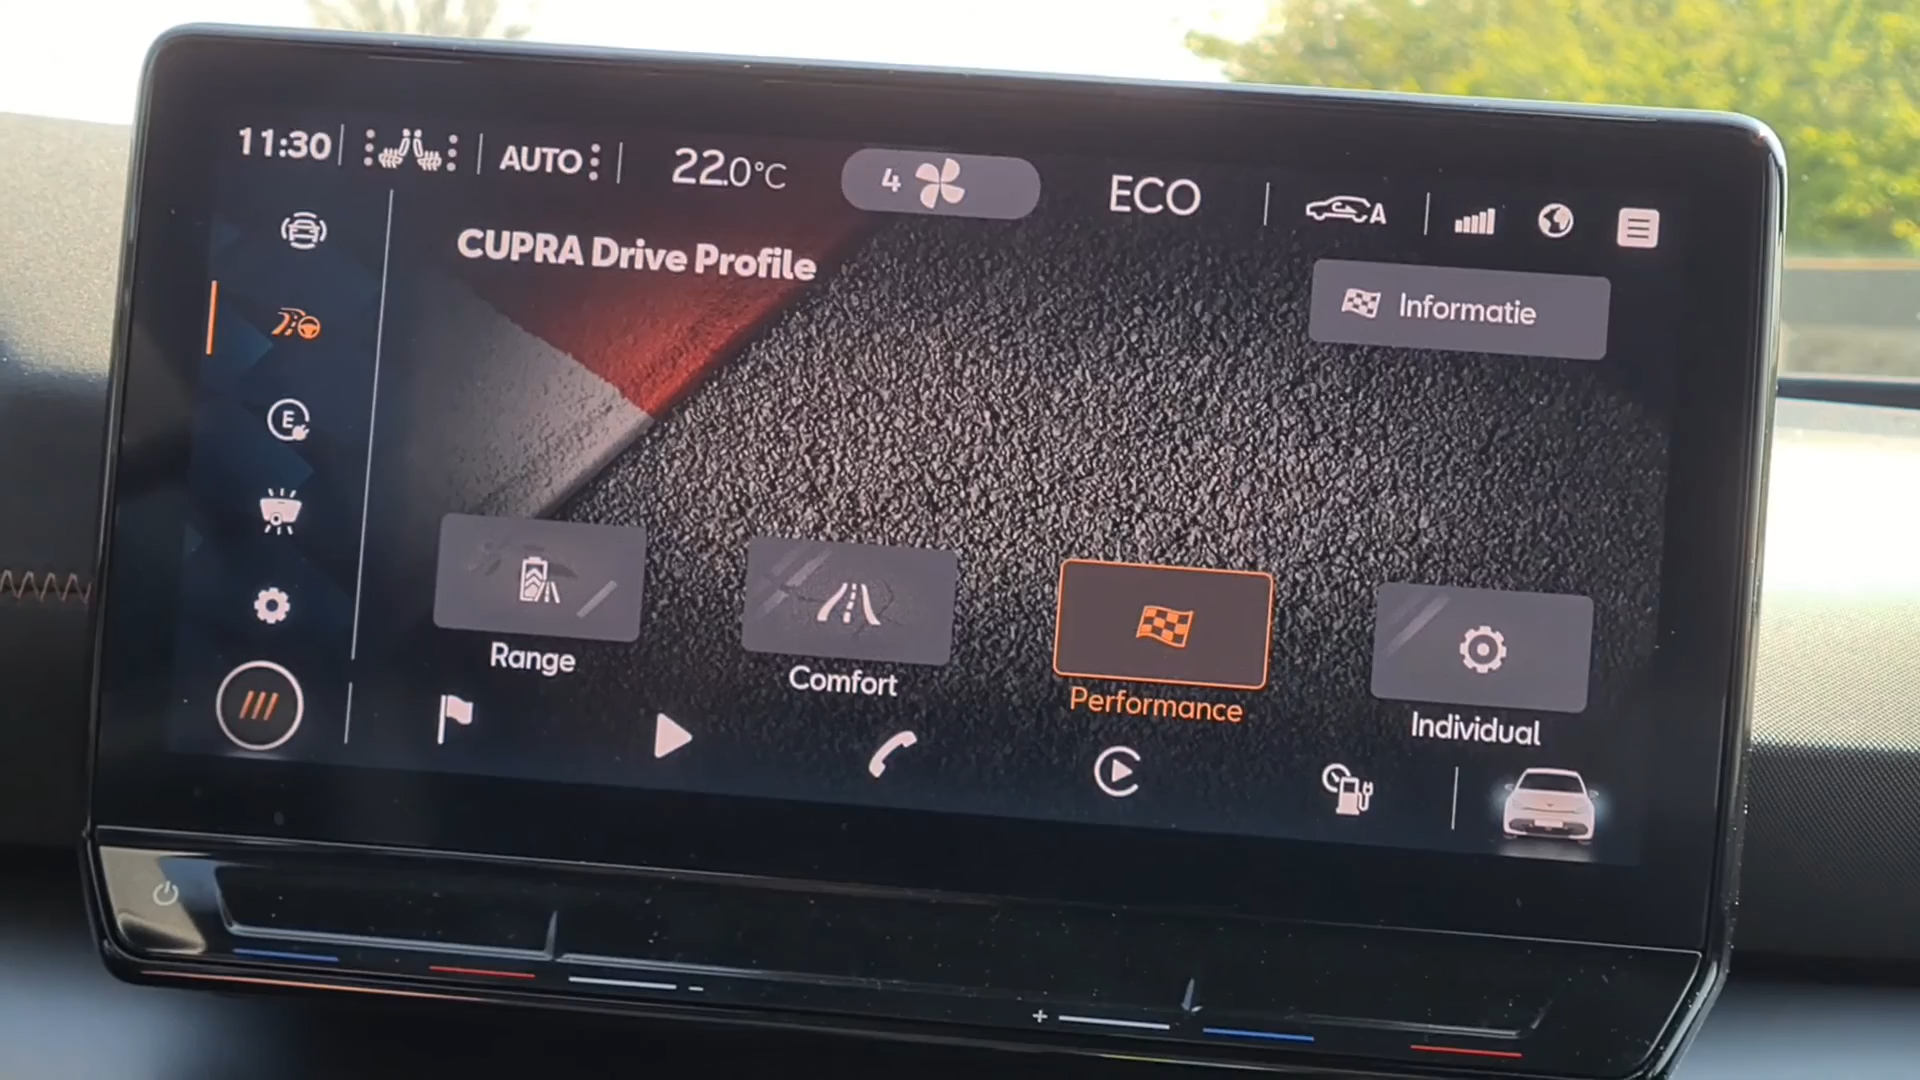 11:30
AUTO
22.0°C
4
ECO
A
CUPRA Drive Profile
Informatie
E
Range
Comfort
Performance
Individual